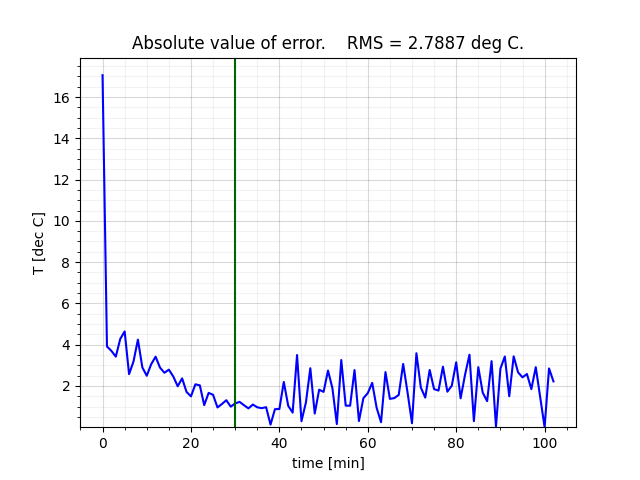 Absolute value of error.    RMS = 2.7887 deg C.
T [dec C]
16
14
12
10
8
6
4
2
0 20 40 60 80 100
time [min]